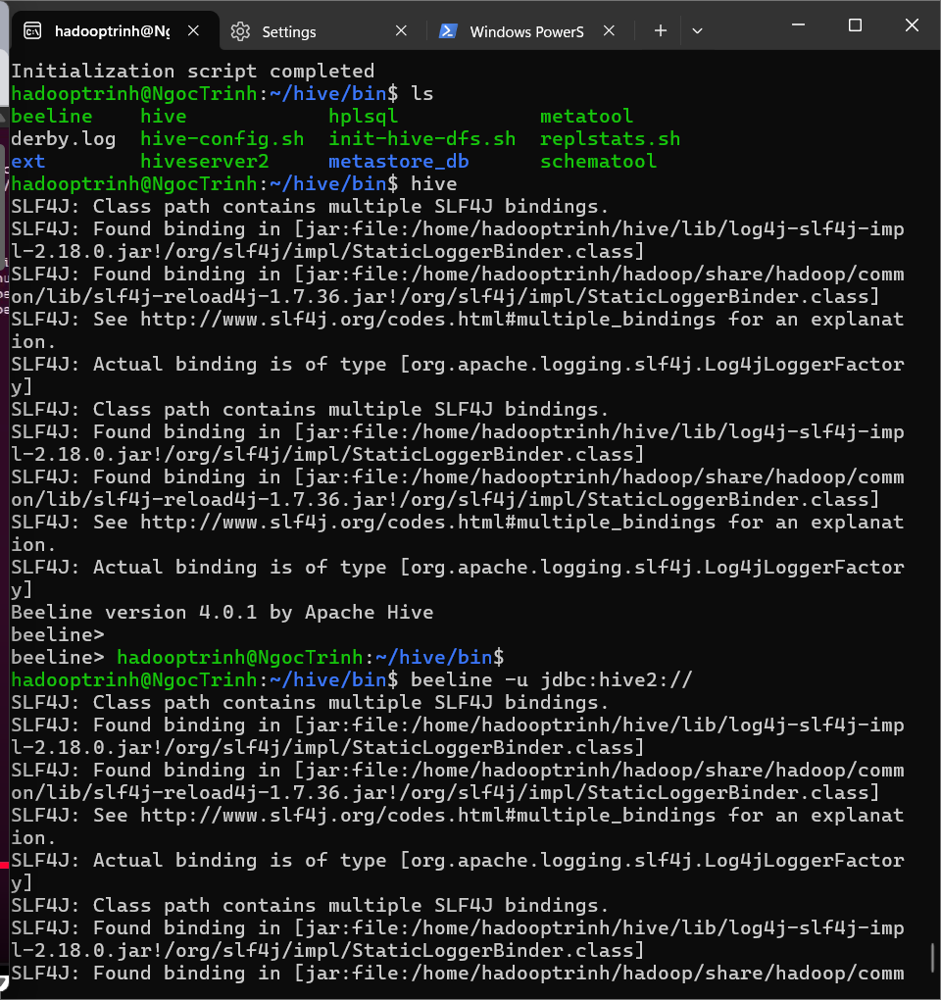 hadooptrinh@Ng
Settings
Windows PowerS
Initialization script completed
hadooptrinh@NgocTrinh:~/hive/bin$ ls
beeline hive hplsql metatool
derby.log hive-config.sh init-hive-dfs.sh replstats.sh
ext hiveserver2 metastore_db schematool
hadooptrinh@NgocTrinh:~/hive/bin$ hive
SLF4J: Class path contains multiple SLF4J bindings.
SLF4J: Found binding in [jar:file:/home/hadooptrinh/hive/lib/log4j-slf4j-imp
l-2.18.0.jar!/org/slf4j/impl/StaticLoggerBinder.class]
SLF4J: Found binding in [jar:file:/home/hadooptrinh/hadoop/share/hadoop/comm
on/lib/slf4j-reload4j-1.7.36.jar!/org/slf4j/impl/StaticLoggerBinder.class]
SLF4J: See http://www.slf4j.org/codes.html#multiple_bindings for an explanat
ion.
SLF4J: Actual binding is of type [org.apache.logging.slf4j.Log4jLoggerFactor
y]
SLF4J: Class path contains multiple SLF4J bindings.
SLF4J: Found binding in [jar:file:/home/hadooptrinh/hive/lib/log4j-slf4j-imp
l-2.18.0.jar!/org/slf4j/impl/StaticLoggerBinder.class]
SLF4J: Found binding in [jar:file:/home/hadooptrinh/hadoop/share/hadoop/comm
on/lib/slf4j-reload4j-1.7.36.jar!/org/slf4j/impl/StaticLoggerBinder.class]
SLF4J: See http://www.slf4j.org/codes.html#multiple_bindings for an explanat
ion.
SLF4J: Actual binding is of type [org.apache.logging.slf4j.Log4jLoggerFactor
y]
Beeline version 4.0.1 by Apache Hive
beeline>
beeline> hadooptrinh@NgocTrinh:~/hive/bin$
hadooptrinh@NgocTrinh:~/hive/bin$ beeline -u jdbc:hive2://
SLF4J: Class path contains multiple SLF4J bindings.
SLF4J: Found binding in [jar:file:/home/hadooptrinh/hive/lib/log4j-slf4j-imp
l-2.18.0.jar!/org/slf4j/impl/StaticLoggerBinder.class]
SLF4J: Found binding in [jar:file:/home/hadooptrinh/hadoop/share/hadoop/comm
on/lib/slf4j-reload4j-1.7.36.jar!/org/slf4j/impl/StaticLoggerBinder.class]
SLF4J: See http://www.slf4j.org/codes.html#multiple_bindings for an explanat
ion.
SLF4J: Actual binding is of type [org.apache.logging.slf4j.Log4jLoggerFactor
y]
SLF4J: Class path contains multiple SLF4J bindings.
SLF4J: Found binding in [jar:file:/home/hadooptrinh/hive/lib/log4j-slf4j-imp
l-2.18.0.jar!/org/slf4j/impl/StaticLoggerBinder.class]
SLF4J: Found binding in [jar:file:/home/hadooptrinh/hadoop/share/hadoop/comm